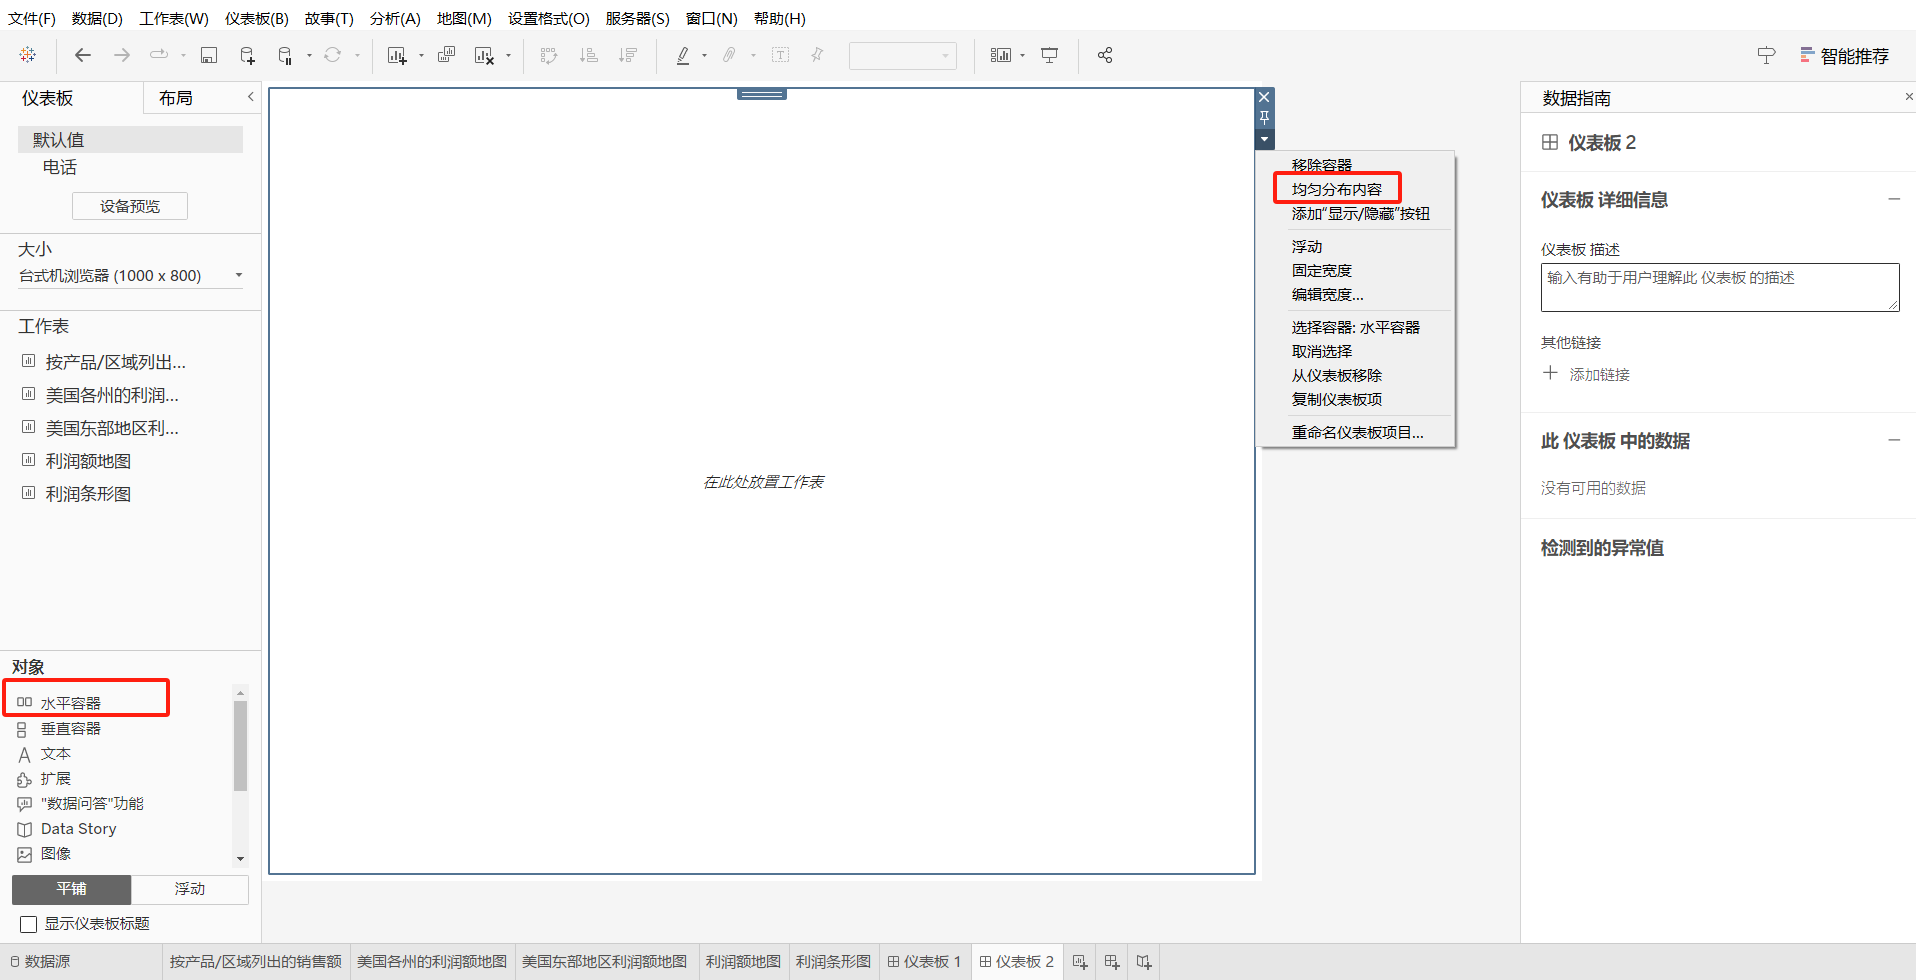 文件(F) 数据(D) 工作表(W) 仪表板(B) 故事(T) 分析(A) 地图(M) 设置格式(O) 服务器(S) 窗口(N) 帮助(H)
智能推荐
仪表板 布局
默认值
电话
设备预览
大小
台式机浏览器 (1000 x 800)
工作表
按产品/区域列出...
美国各州的利润...
美国东部地区利...
利润额地图
利润条形图
对象
水平容器
垂直容器
文本
扩展
"数据问答"功能
Data Story
图像
平铺 浮动
显示仪表板标题
在此处放置工作表
移除容器
均匀分布内容
添加"显示/隐藏"按钮
浮动
固定宽度
编辑宽度...
选择容器: 水平容器
取消选择
从仪表板移除
复制仪表板项
重命名仪表板项目...
数据指南
仪表板 2
仪表板 详细信息
仪表板 描述
输入有助于用户理解此 仪表板 的描述
其他链接
添加链接
此 仪表板 中的数据
没有可用的数据
检测到的异常值
数据源 按产品/区域列出的销售额 美国各州的利润额地图 美国东部地区利润额地图 利润额地图 利润条形图 仪表板 1 仪表板 2